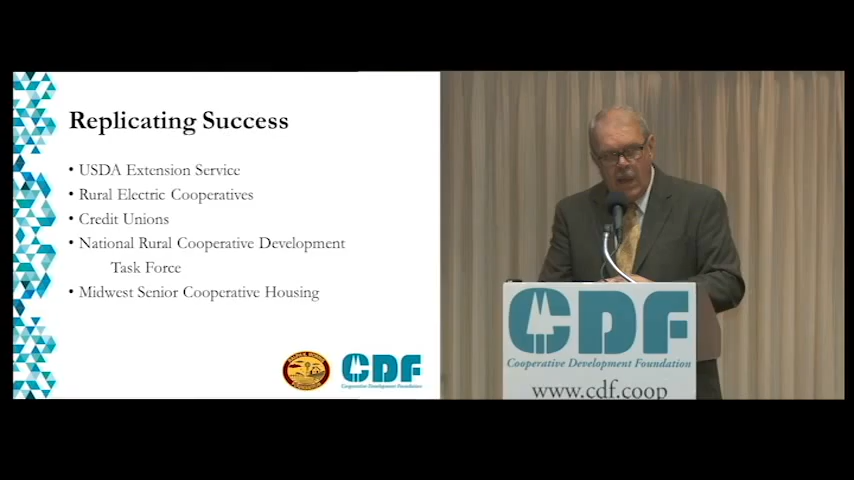 Replicating Success
• USDA Extension Service
• Rural Electric Cooperatives
• Credit Unions
• National Rural Cooperative Development
Task Force
• Midwest Senior Cooperative Housing
CDF
Cooperative Development Foundation
CDF
Cooperative Development Foundation
www.cdf.coop